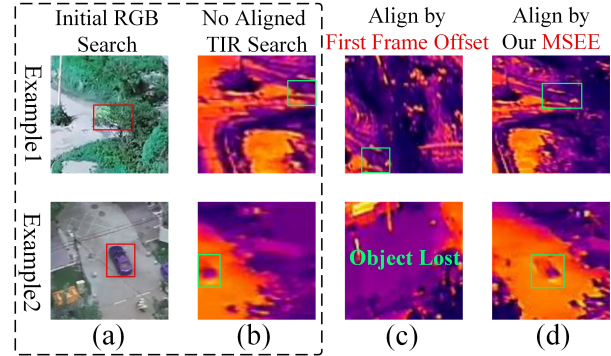 Initial RGB
Search
No Aligned
TIR Search
Align by
First Frame Offset
Align by
Our MSEE
Example1
Example2
Object Lost
(a)
(b)
(c)
(d)